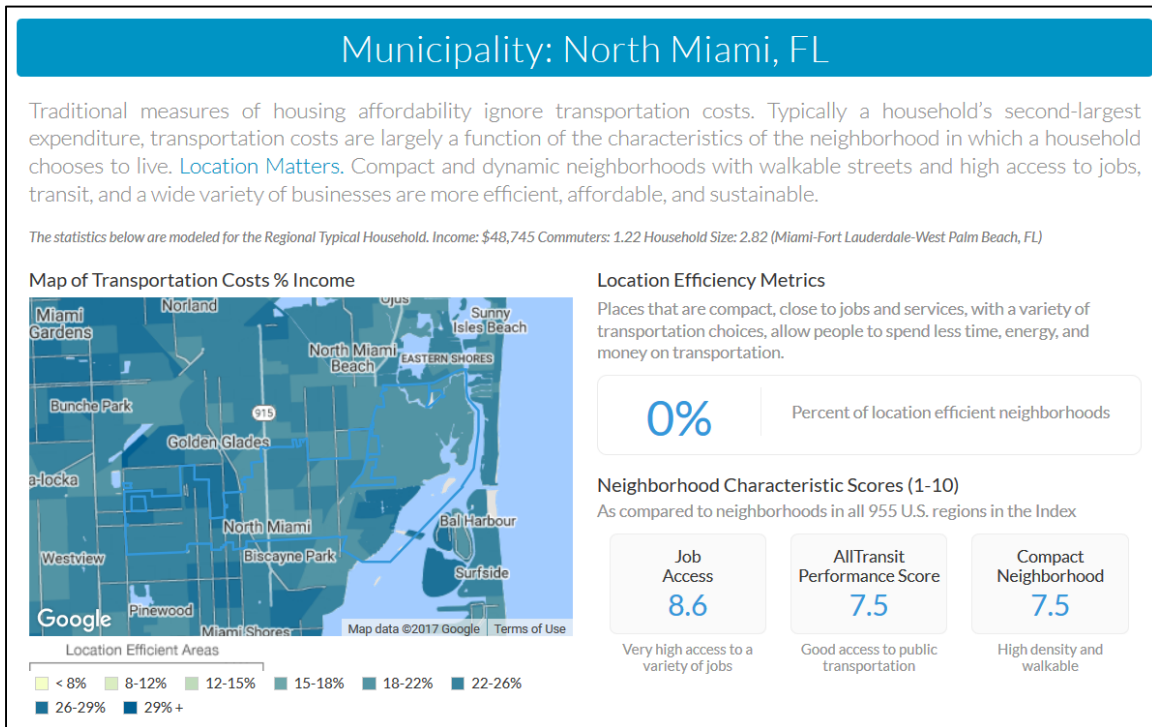 Municipality: North Miami, FL
Traditional measures of housing affordability ignore transportation costs. Typically a household's second-largest
expenditure, transportation costs are largely a function of the characteristics of the neighborhood in which a household
chooses to live. Location Matters. Compact and dynamic neighborhoods with walkable streets and high access to jobs,
transit, and a wide variety of businesses are more efficient, affordable, and sustainable.
The statistics below are modeled for the Regional Typical Household. Income: $48,745 Commuters: 1.22 Household Size: 2.82 (Miami-Fort Lauderdale-West Palm Beach, FL)
Map of Transportation Costs % Income
Miami
Gardens
Norland
Ojus
Sunny
Isles Beach
North Miami
Beach
EASTERN SHORES
Bunche Park
915
Golden Glades
a-locka
North Miami
Bal Harbour
Westview
Biscayne Park
Surfside
Pinewood
Miami Shores
Google
Map data ©2017 Google
Terms of Use
Location Efficient Areas
< 8%
8-12%
12-15%
15-18%
18-22%
22-26%
26-29%
29% +
Location Efficiency Metrics
Places that are compact, close to jobs and services, with a variety of
transportation choices, allow people to spend less time, energy, and
money on transportation.
0%
Percent of location efficient neighborhoods
Neighborhood Characteristic Scores (1-10)
As compared to neighborhoods in all 955 U.S. regions in the Index
Job
Access
8.6
Very high access to a
variety of jobs
AllTransit
Performance Score
7.5
Good access to public
transportation
Compact
Neighborhood
7.5
High density and
walkable